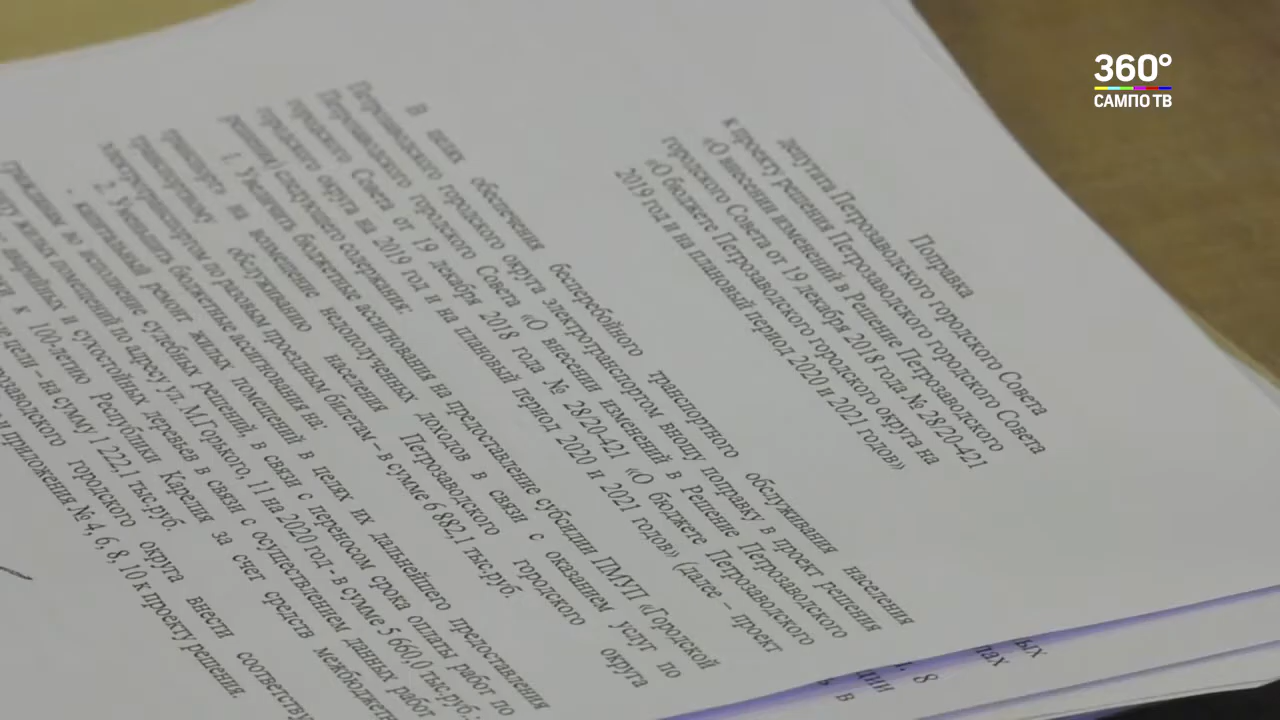 360°
САМПО ТВ
Поправка
депутата Петрозаводского городского Совета
к проекту решения Петрозаводского городского Совета
«О внесении изменений в Решение Петрозаводского
городского Совета от 19 декабря 2018 года № 28/20-421
«О бюджете Петрозаводского городского округа на
2019 год и на плановый период 2020 и 2021 годов»
В целях обеспечения бесперебойного транспортного обслуживания населения
Петрозаводского городского округа электротранспортом вношу поправку в проект решения
Петрозаводского городского Совета «О внесении изменений в Решение Петрозаводского
городского Совета от 19 декабря 2018 года № 28/20-421 «О бюджете Петрозаводского
городского округа на 2019 год и на плановый период 2020 и 2021 годов» (далее – проект
решения) следующего содержания:
1. Увеличить бюджетные ассигнования на предоставление субсидии ПМУП «Городской
транспорт» на возмещение недополученных доходов в связи с оказанием услуг по
транспортному обслуживанию населения Петрозаводского городского округа
электротранспортом по разовым проездным билетам - в сумме 6 882,1 тыс.руб.
2. Уменьшить бюджетные ассигнования на:
- капитальный ремонт жилых помещений в целях их дальнейшего предоставления
гражданам во исполнение судебных решений, в связи с переносом срока оплаты работ по
жилых помещений по адресу ул. М.Горького, 11 на 2020 год - в сумме 5 660,0 тыс.руб.;
аварийных и сухостойных деревьев в связи с осуществлением данных работ
к 100-летию Республики Карелия за счет средств
цели – на сумму 1 222,1 тыс.руб.
городского округа внести
приложения № 4, 6, 8, 10 к проекту решения.
8
в